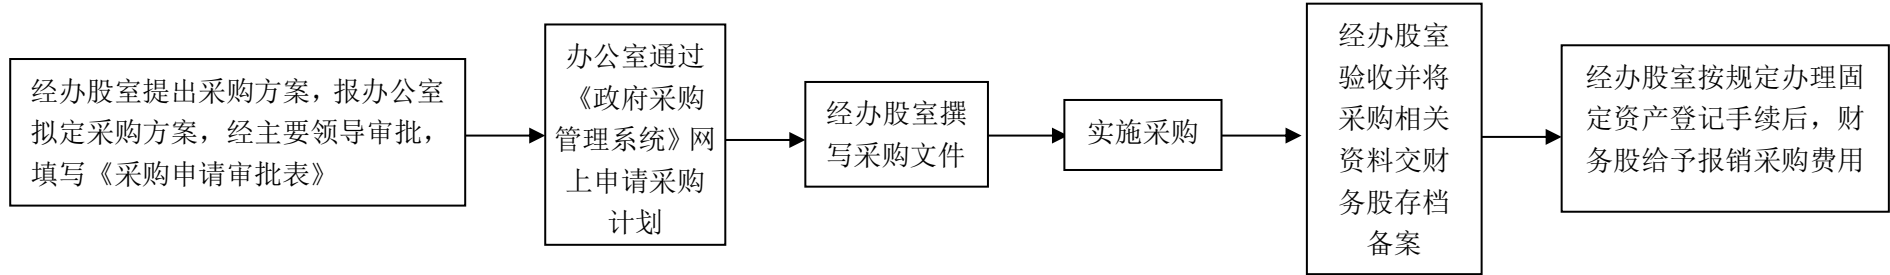 经办股室提出采购方案，报办公室
拟定采购方案，经主要领导审批，
填写《采购申请审批表》
办公室通过
《政府采购
管理系统》网
上申请采购
计划
经办股室撰
写采购文件
实施采购
经办股室
验收并将
采购相关
资料交财
务股存档
备案
经办股室按规定办理固
定资产登记手续后，财
务股给予报销采购费用